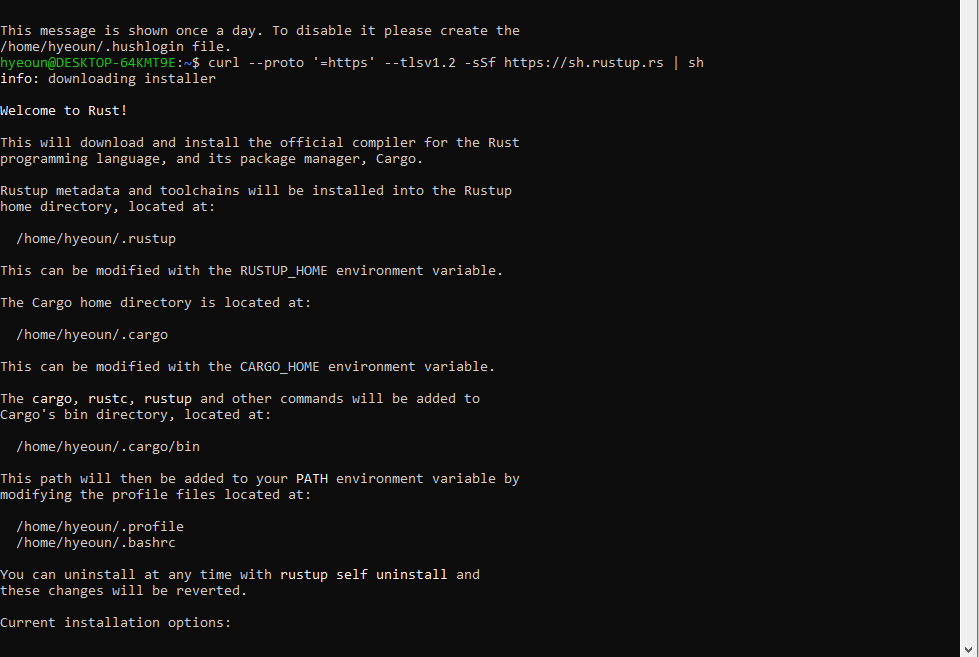 This message is shown once a day. To disable it please create the
/home/hyeoun/.hushlogin file.
hyeoun@DESKTOP-64KMT9E:~$ curl --proto '=https' --tlsv1.2 -sSf https://sh.rustup.rs | sh
info: downloading installer
Welcome to Rust!
This will download and install the official compiler for the Rust
programming language, and its package manager, Cargo.
Rustup metadata and toolchains will be installed into the Rustup
home directory, located at:
/home/hyeoun/.rustup
This can be modified with the RUSTUP_HOME environment variable.
The Cargo home directory is located at:
/home/hyeoun/.cargo
This can be modified with the CARGO_HOME environment variable.
The cargo, rustc, rustup and other commands will be added to
Cargo's bin directory, located at:
/home/hyeoun/.cargo/bin
This path will then be added to your PATH environment variable by
modifying the profile files located at:
/home/hyeoun/.profile
/home/hyeoun/.bashrc
You can uninstall at any time with rustup self uninstall and
these changes will be reverted.
Current installation options: